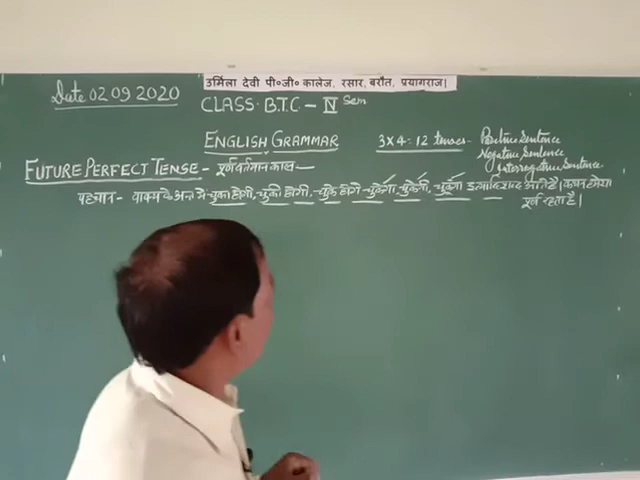 उर्मिला देवी पी०जी० कालेज, रसार, बरौत, प्रयागराज।
Date 02 09 2020
CLASS- B.T.C. - IV Sem
ENGLISH GRAMMAR 3x4=12 tenses- Positive Sentence
Negative Sentence
Interrogative Sentence
FUTURE PERFECT TENSE - पूर्ण वर्तमान काल -
पहचान - वाक्य के अन्त में चुका होगा, चुकी होगी, चुके होंगे चुकेगा, चुकेगी, चुकेंगे इत्यादि शब्द आते हैं।
पूर्ण रहता है।